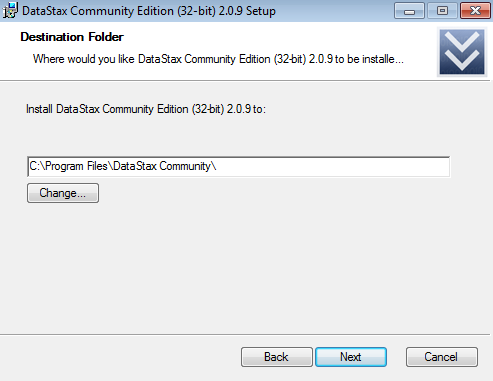 DataStax Community Edition (32-bit) 2.0.9 Setup
Destination Folder
Where would you like DataStax Community Edition (32-bit) 2.0.9 to be installe...
Install DataStax Community Edition (32-bit) 2.0.9 to:
C:\Program Files\DataStax Community\
Change...
Back Next Cancel